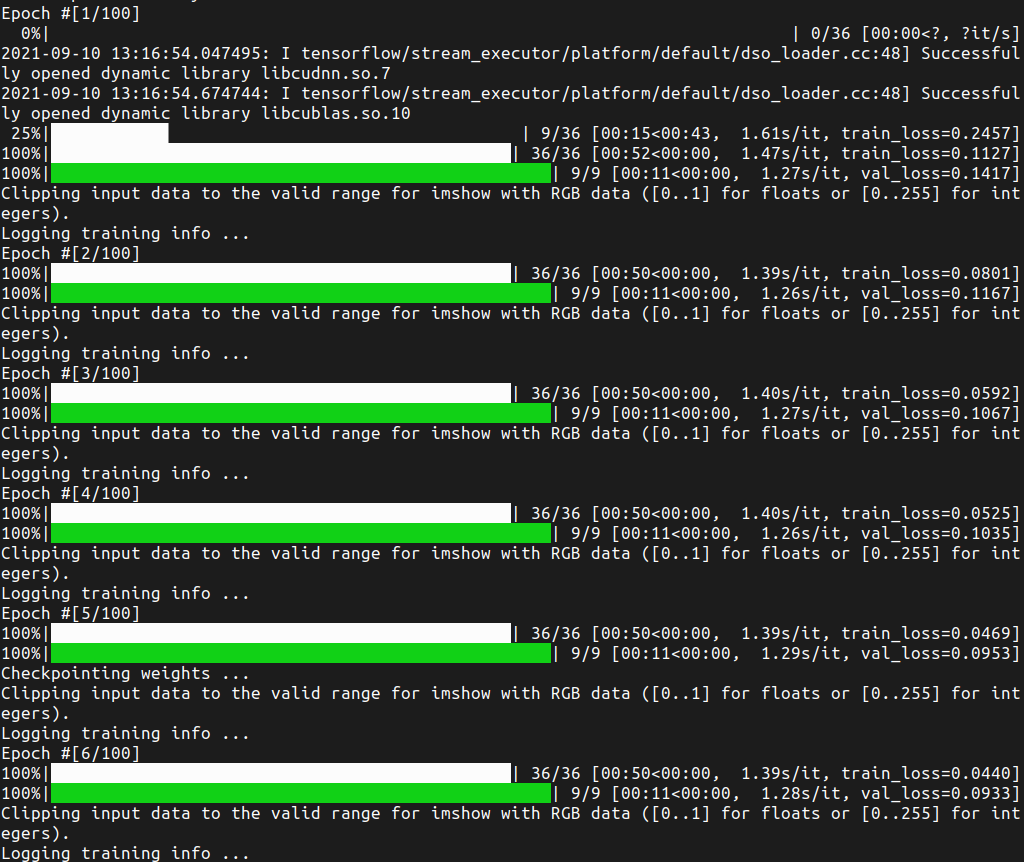 Epoch #[1/100]
0%| | 0/36 [00:00<?, ?it/s]
2021-09-10 13:16:54.047495: I tensorflow/stream_executor/platform/default/dso_loader.cc:48] Successful
ly opened dynamic library libcudnn.so.7
2021-09-10 13:16:54.674744: I tensorflow/stream_executor/platform/default/dso_loader.cc:48] Successful
ly opened dynamic library libcublas.so.10
25%| | 9/36 [00:15<00:43, 1.61s/it, train_loss=0.2457]
100%| | 36/36 [00:52<00:00, 1.47s/it, train_loss=0.1127]
100%| | 9/9 [00:11<00:00, 1.27s/it, val_loss=0.1417]
Clipping input data to the valid range for imshow with RGB data ([0..1] for floats or [0..255] for int
egers).
Logging training info ...
Epoch #[2/100]
100%| | 36/36 [00:50<00:00, 1.39s/it, train_loss=0.0801]
100%| | 9/9 [00:11<00:00, 1.26s/it, val_loss=0.1167]
Clipping input data to the valid range for imshow with RGB data ([0..1] for floats or [0..255] for int
egers).
Logging training info ...
Epoch #[3/100]
100%| | 36/36 [00:50<00:00, 1.40s/it, train_loss=0.0592]
100%| | 9/9 [00:11<00:00, 1.27s/it, val_loss=0.1067]
Clipping input data to the valid range for imshow with RGB data ([0..1] for floats or [0..255] for int
egers).
Logging training info ...
Epoch #[4/100]
100%| | 36/36 [00:50<00:00, 1.40s/it, train_loss=0.0525]
100%| | 9/9 [00:11<00:00, 1.26s/it, val_loss=0.1035]
Clipping input data to the valid range for imshow with RGB data ([0..1] for floats or [0..255] for int
egers).
Logging training info ...
Epoch #[5/100]
100%| | 36/36 [00:50<00:00, 1.39s/it, train_loss=0.0469]
100%| | 9/9 [00:11<00:00, 1.29s/it, val_loss=0.0953]
Checkpointing weights ...
Clipping input data to the valid range for imshow with RGB data ([0..1] for floats or [0..255] for int
egers).
Logging training info ...
Epoch #[6/100]
100%| | 36/36 [00:50<00:00, 1.39s/it, train_loss=0.0440]
100%| | 9/9 [00:11<00:00, 1.28s/it, val_loss=0.0933]
Clipping input data to the valid range for imshow with RGB data ([0..1] for floats or [0..255] for int
egers).
Logging training info ...